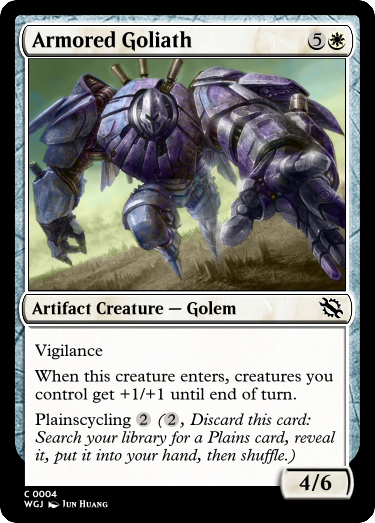 Armored Goliath 5
Artifact Creature — Golem
Vigilance
When this creature enters, creatures you
control get +1/+1 until end of turn.
Plainscycling 2 (2, Discard this card:
Search your library for a Plains card, reveal
it, put it into your hand, then shuffle.)
4/6
C 0004
WGJ Jun Huang